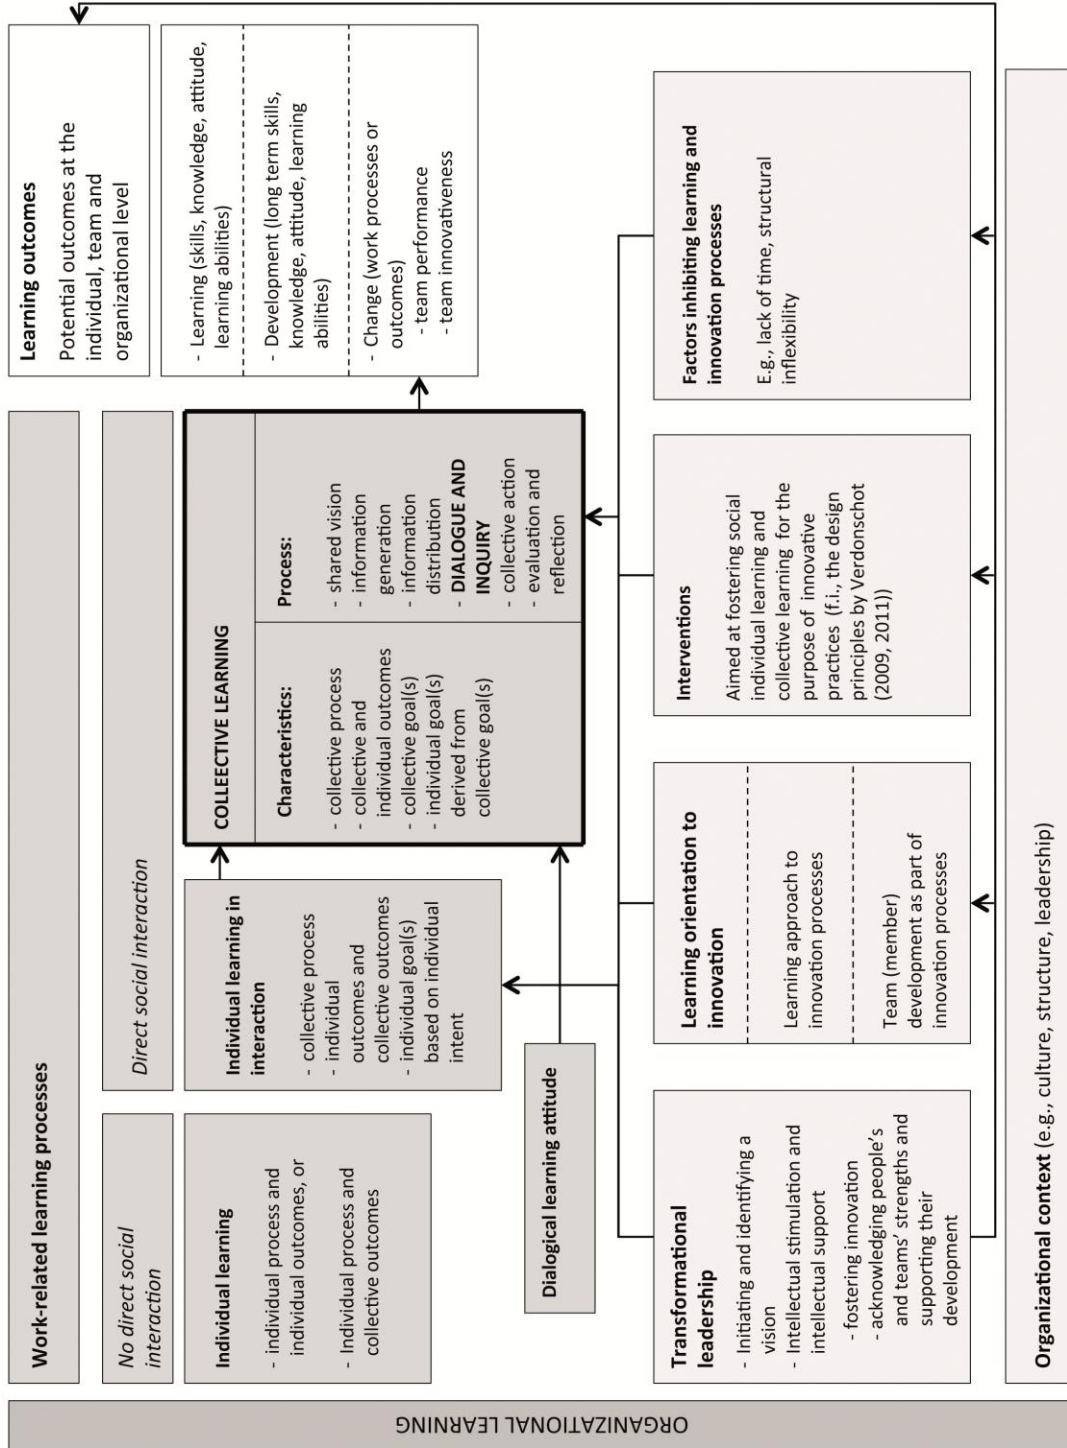 ORGANIZATIONAL LEARNING
Work-related learning processes
No direct social
interaction
Direct social interaction
Individual learning
- individual process and
individual outcomes, or
- Individual process and
collective outcomes
Individual learning in
interaction
- collective process
- individual
outcomes and
collective outcomes
- individual goal(s)
based on individual
intent
COLLECTIVE LEARNING
Characteristics:
- collective process
- collective and
individual outcomes
- collective goal(s)
- individual goal(s)
derived from
collective goal(s)
Process:
- shared vision
- information
generation
- information
distribution
- DIALOGUE AND
INQUIRY
- collective action
- evaluation and
reflection
Learning outcomes
Potential outcomes at the
individual, team and
organizational level
- Learning (skills, knowledge, attitude,
learning abilities)
- Development (long term skills,
knowledge, attitude, learning
abilities)
- Change (work processes or
outcomes)
- team performance
- team innovativeness
Dialogical learning attitude
Transformational
leadership
- Initiating and identifying a
vision
- Intellectual stimulation and
intellectual support
- fostering innovation
- acknowledging people's
and teams' strengths and
supporting their
development
Learning orientation to
innovation
Learning approach to
innovation processes
Team (member)
development as part of
innovation processes
Interventions
Aimed at fostering social
individual learning and
collective learning for the
purpose of innovative
practices (f.i., the design
principles by Verdonschot
(2009, 2011))
Factors inhibiting learning and
innovation processes
E.g., lack of time, structural
inflexibility
Organizational context (e.g., culture, structure, leadership)